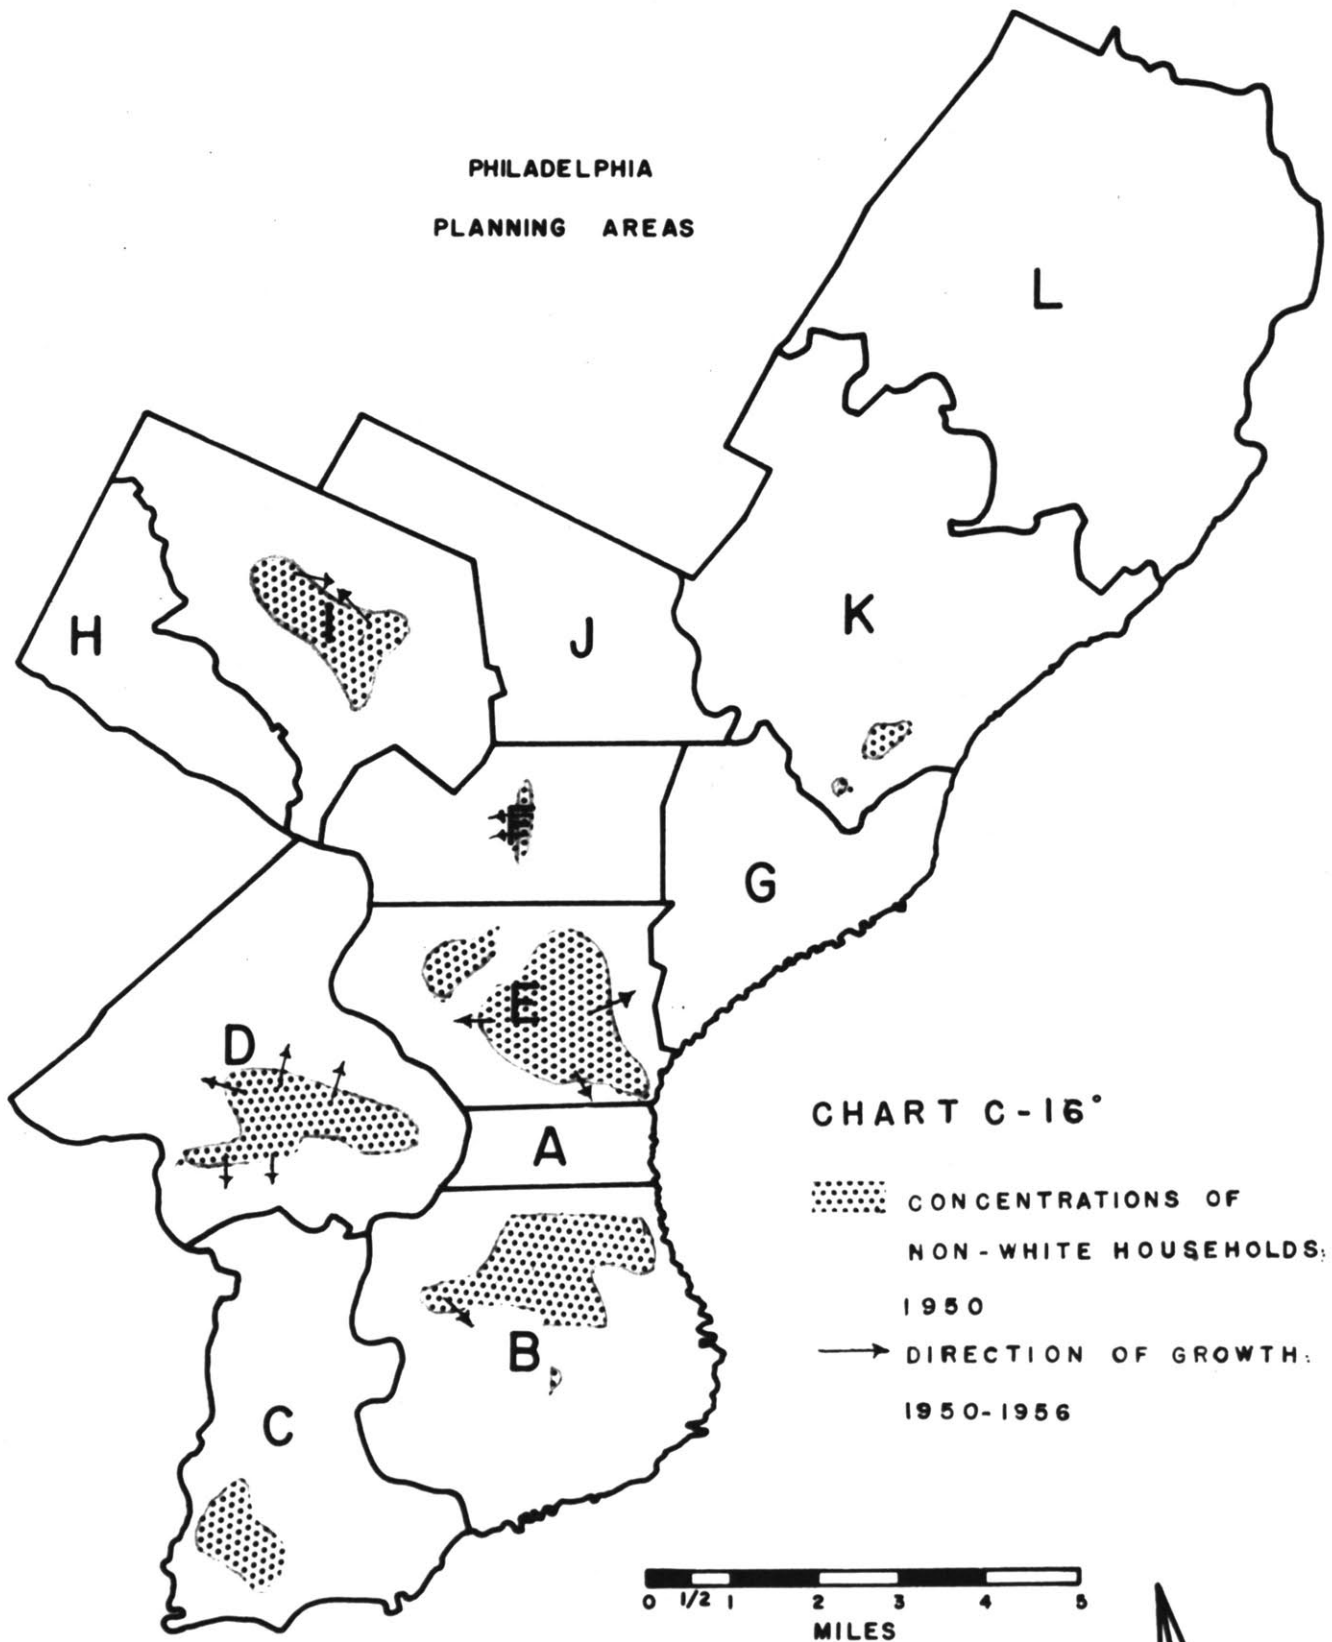 PHILADELPHIA
PLANNING AREAS
L
K
H
I
J
F
G
E
D
A
B
C
CHART C-16°
CONCENTRATIONS OF
NON-WHITE HOUSEHOLDS:
1950
DIRECTION OF GROWTH:
1950-1956
0 1/2 1 2 3 4 5
MILES